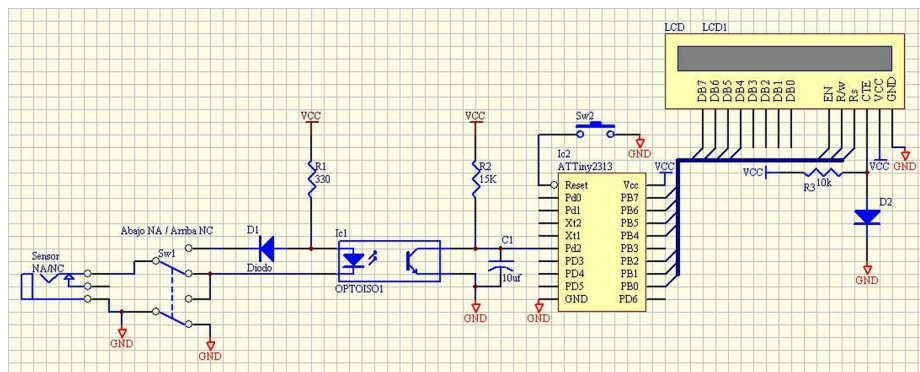 LCD LCD1
DB7 DB6 DB5 DB4 DB3 DB2 DB1 DB0 EN R/w Rs CTE VCC GND
VCC
R1
330
VCC
R2
15K
Sw2
GND
Ic2
ATTiny2313
Reset
Pd0
Pd1
Xt2
Xt1
Pd2
PD3
PD4
PD5
GND
Vcc
PB7
PB6
PB5
PB4
PB3
PB2
PB1
PB0
PD6
VCC
VCC
GND
VCC
R3
10k
D2
GND
Abajo NA / Arriba NC
Sw1
D1
Diodo
Ic1
OPTOISO1
C1
10uf
GND
GND
Sensor
NA/NC
GND
GND